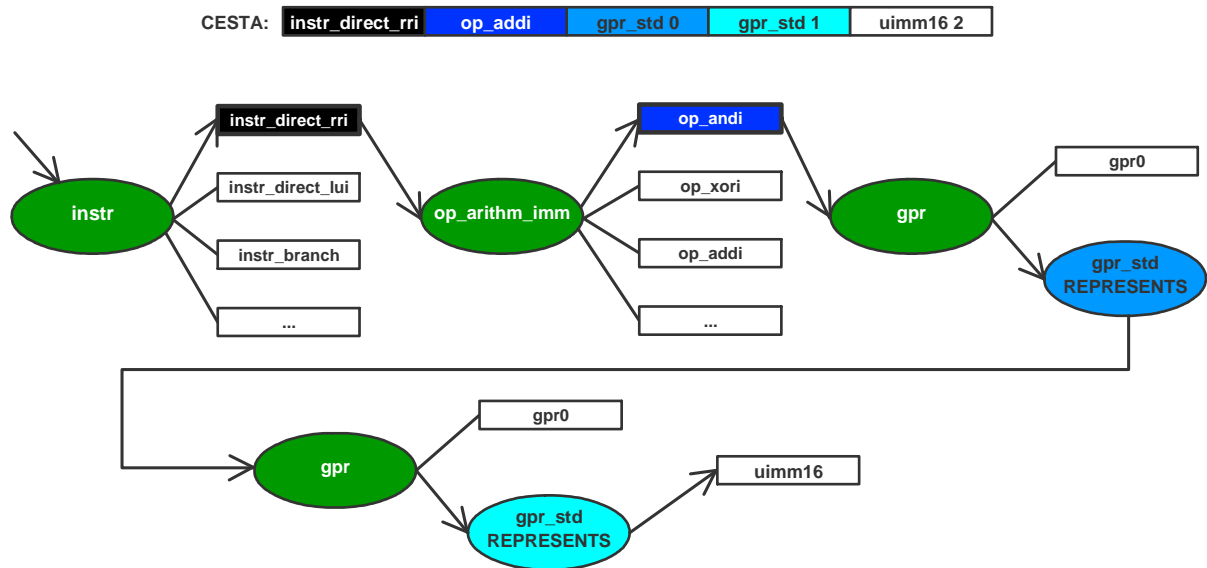 CESTA: instr_direct_rri op_addi gpr_std 0 gpr_std 1 uimm16 2
instr_direct_rri
op_andi
gpr0
instr_direct_lui
op_xori
instr
op_arithm_imm
gpr
instr_branch
op_addi
gpr_std
REPRESENTS
...
...
gpr0
gpr
uimm16
gpr_std
REPRESENTS